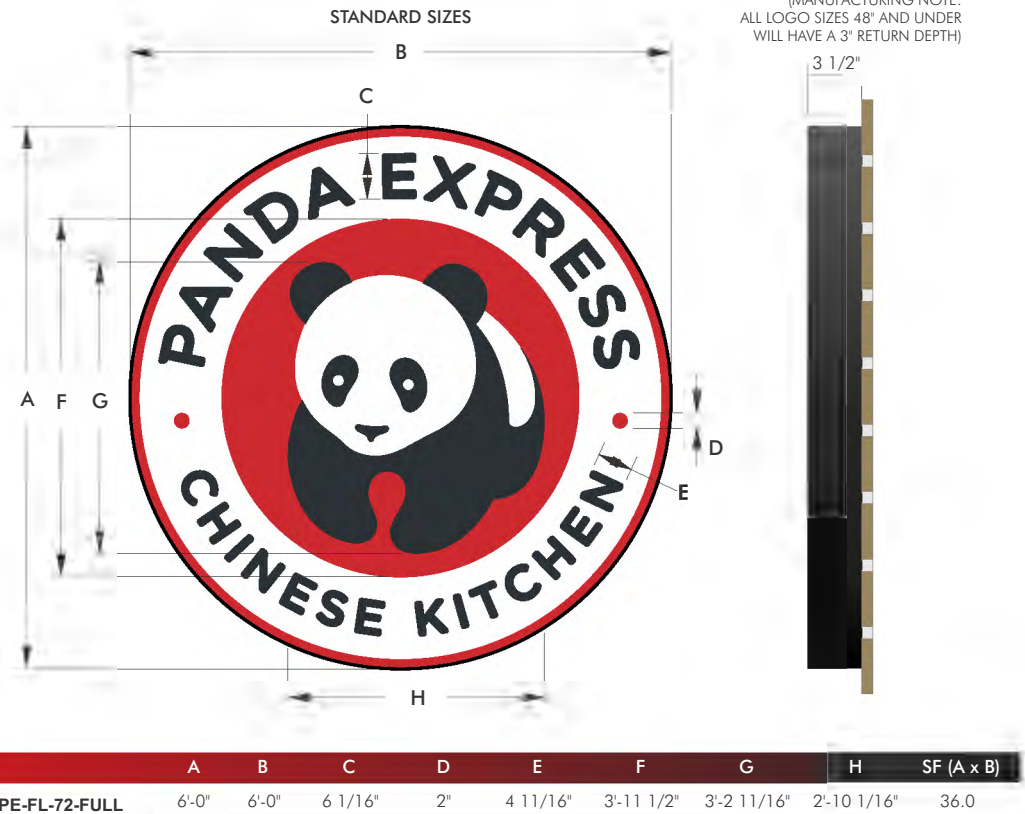 STANDARD SIZES
(MANUFACTURING NOTE:
ALL LOGO SIZES 48" AND UNDER
WILL HAVE A 3" RETURN DEPTH)
3 1/2"
B
C
PANDA EXPRESS
A
F
G
D
E
CHINESE KITCHEN
H
A B C D E F G H SF (A x B)
PE-FL-72-FULL 6'-0" 6'-0" 6 1/16" 2" 4 11/16" 3'-11 1/2" 3'-2 11/16" 2'-10 1/16" 36.0